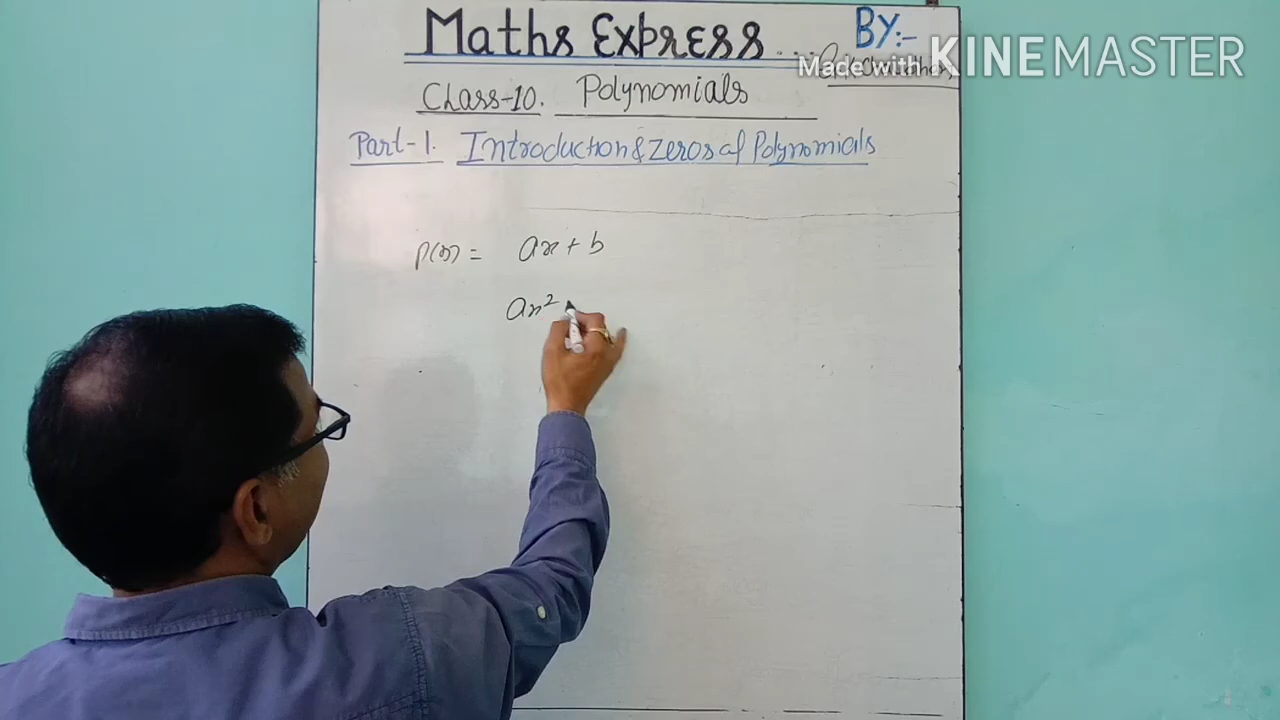 Maths Express ... BY:-
Made with KINEMASTER
Class-10. Polynomials
Part-1. Introduction & Zeros of Polynomials
P(x) = ax + b
ax²